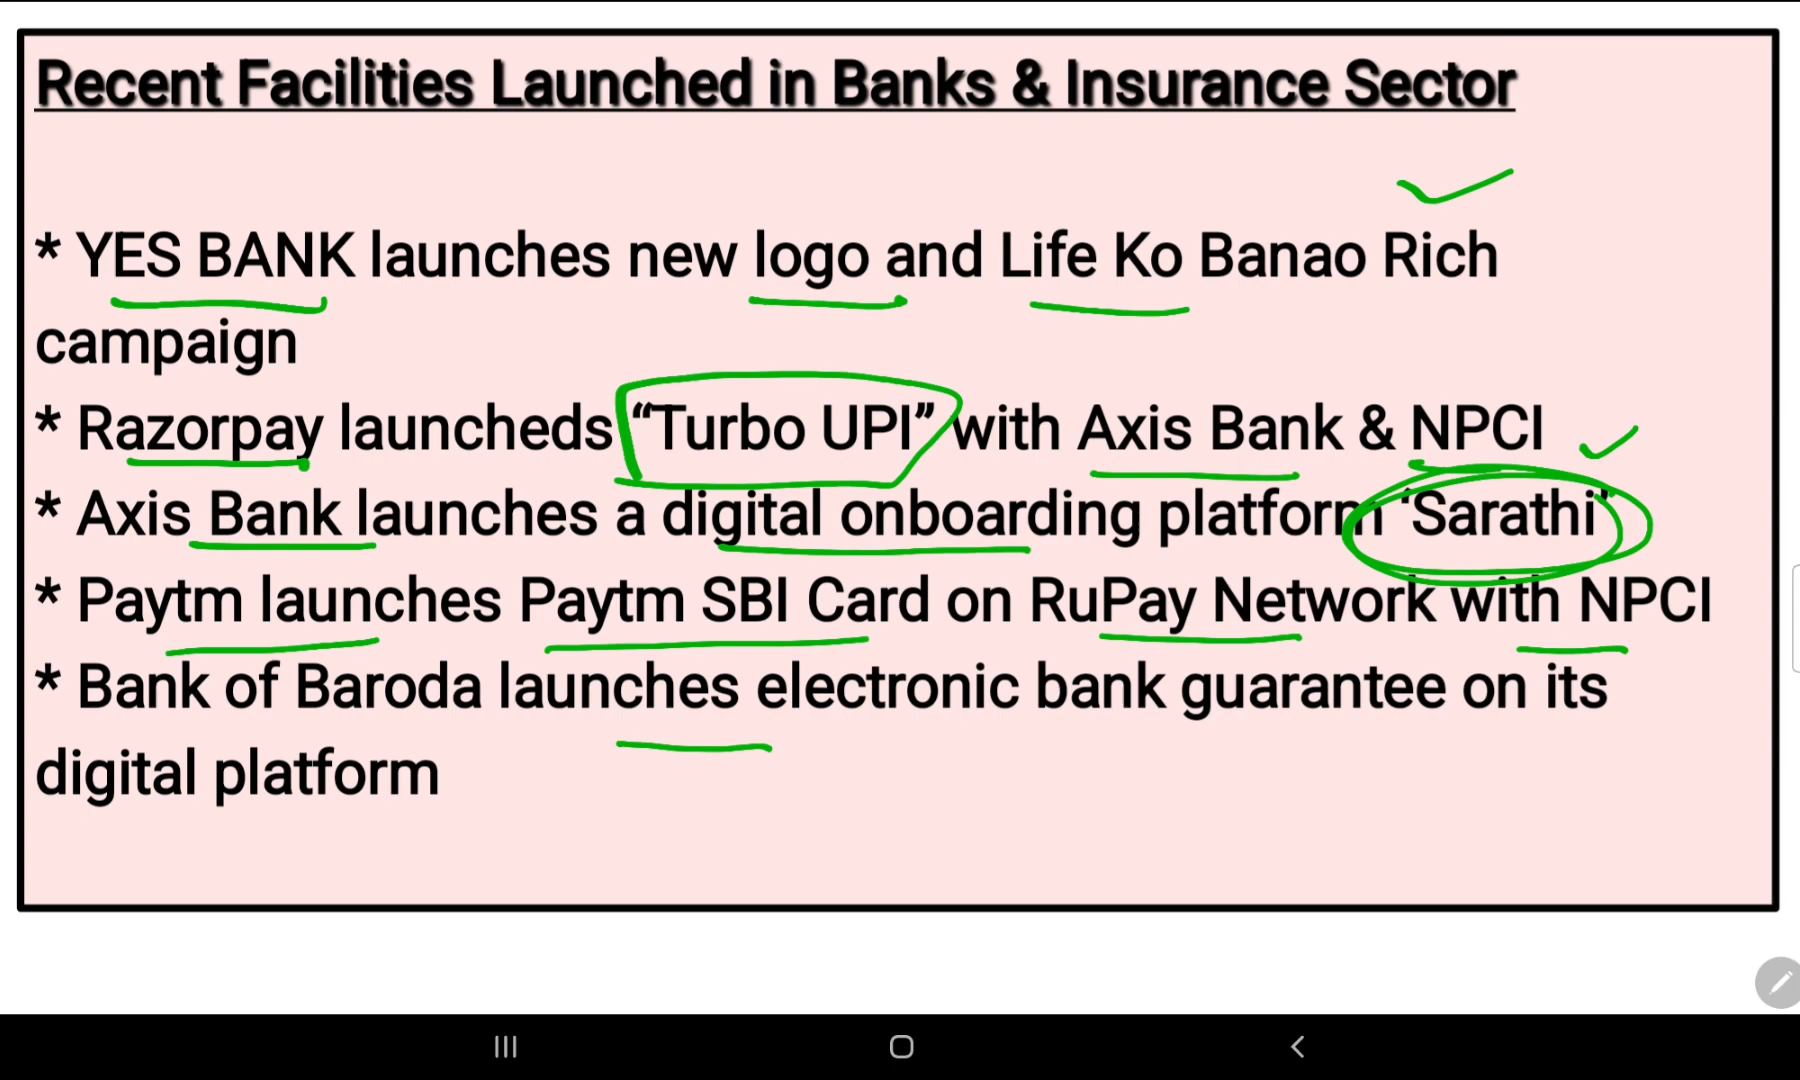 Recent Facilities Launched in Banks & Insurance Sector
* YES BANK launches new logo and Life Ko Banao Rich
campaign
* Razorpay launcheds “Turbo UPI” with Axis Bank & NPCI
* Axis Bank launches a digital onboarding platform ‘Sarathi’
* Paytm launches Paytm SBI Card on RuPay Network with NPCI
* Bank of Baroda launches electronic bank guarantee on its
digital platform